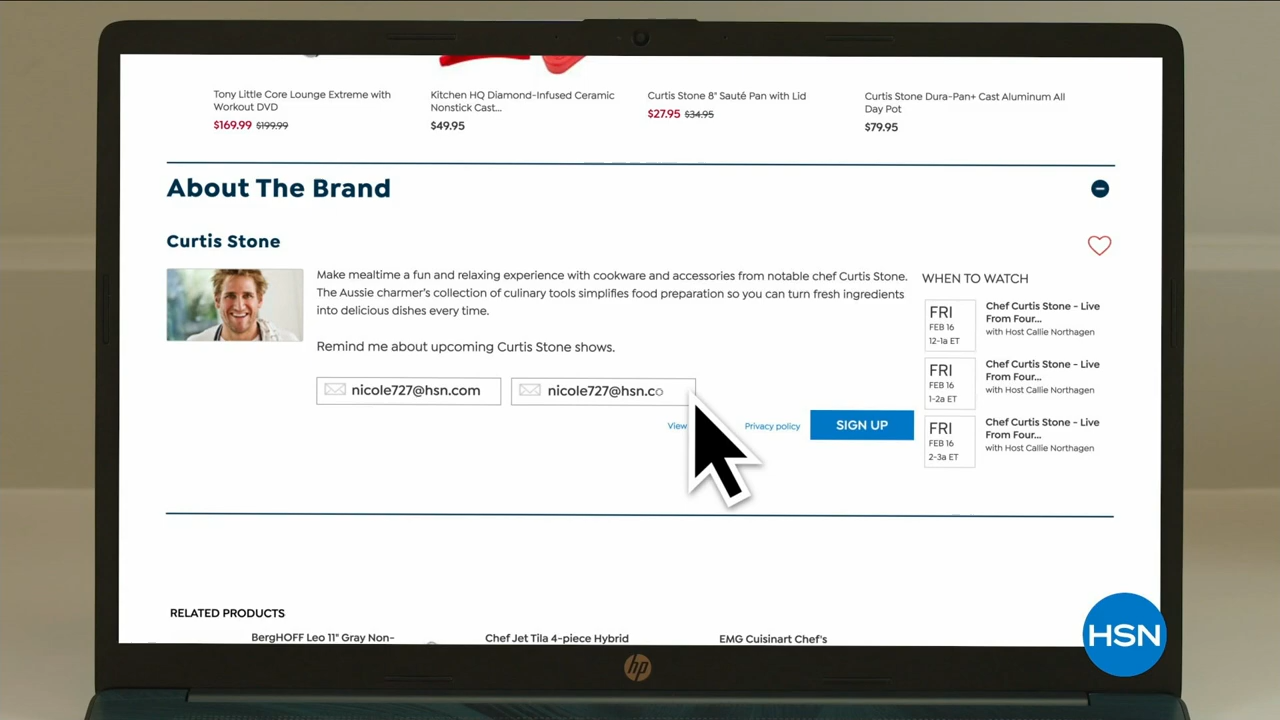 Tony Little Core Lounge Extreme with
Workout DVD
$169.99 $199.99
Kitchen HQ Diamond-Infused Ceramic
Nonstick Cast...
$49.95
Curtis Stone 8" Sauté Pan with Lid
$27.95 $34.95
Curtis Stone Dura-Pan+ Cast Aluminum All
Day Pot
$79.95
About The Brand
Curtis Stone
Make mealtime a fun and relaxing experience with cookware and accessories from notable chef Curtis Stone.
The Aussie charmer's collection of culinary tools simplifies food preparation so you can turn fresh ingredients
into delicious dishes every time.
Remind me about upcoming Curtis Stone shows.
nicole727@hsn.com
nicole727@hsn.co
View
Privacy policy
SIGN UP
WHEN TO WATCH
FRI
FEB 16
12-1a ET
Chef Curtis Stone - Live
From Four...
with Host Callie Northagen
FRI
FEB 16
1-2a ET
Chef Curtis Stone - Live
From Four...
with Host Callie Northagen
FRI
FEB 16
2-3a ET
Chef Curtis Stone - Live
From Four...
with Host Callie Northagen
RELATED PRODUCTS
BergHOFF Leo 11" Gray Non-
Chef Jet Tila 4-piece Hybrid
EMG Cuisinart Chef's
HSN
hp